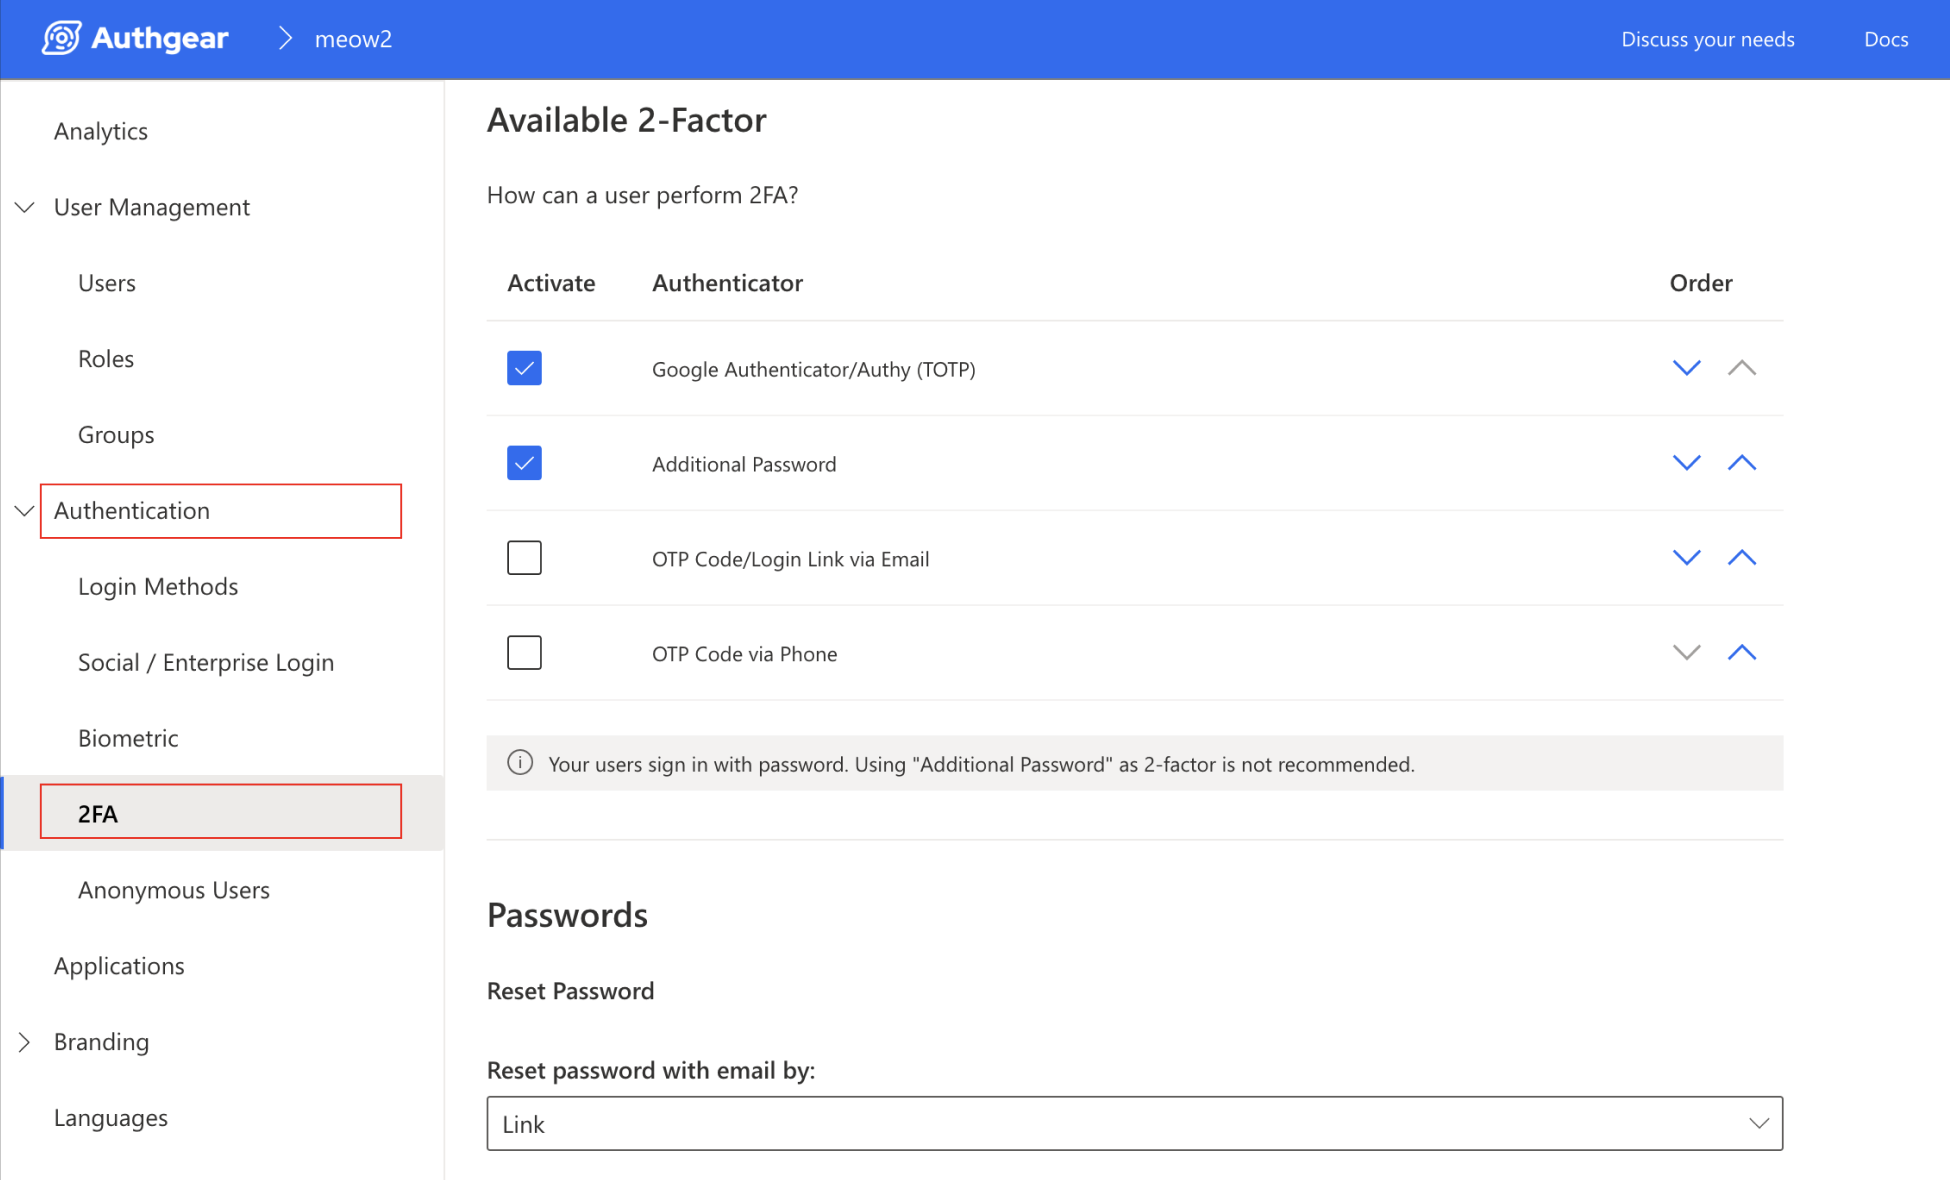 Authgear
meow2
Discuss your needs
Docs
Analytics
User Management
Users
Roles
Groups
Authentication
Login Methods
Social / Enterprise Login
Biometric
2FA
Anonymous Users
Applications
Branding
Languages
Available 2-Factor
How can a user perform 2FA?
Activate Authenticator Order
Google Authenticator/Authy (TOTP)
Additional Password
OTP Code/Login Link via Email
OTP Code via Phone
Your users sign in with password. Using "Additional Password" as 2-factor is not recommended.
Passwords
Reset Password
Reset password with email by:
Link